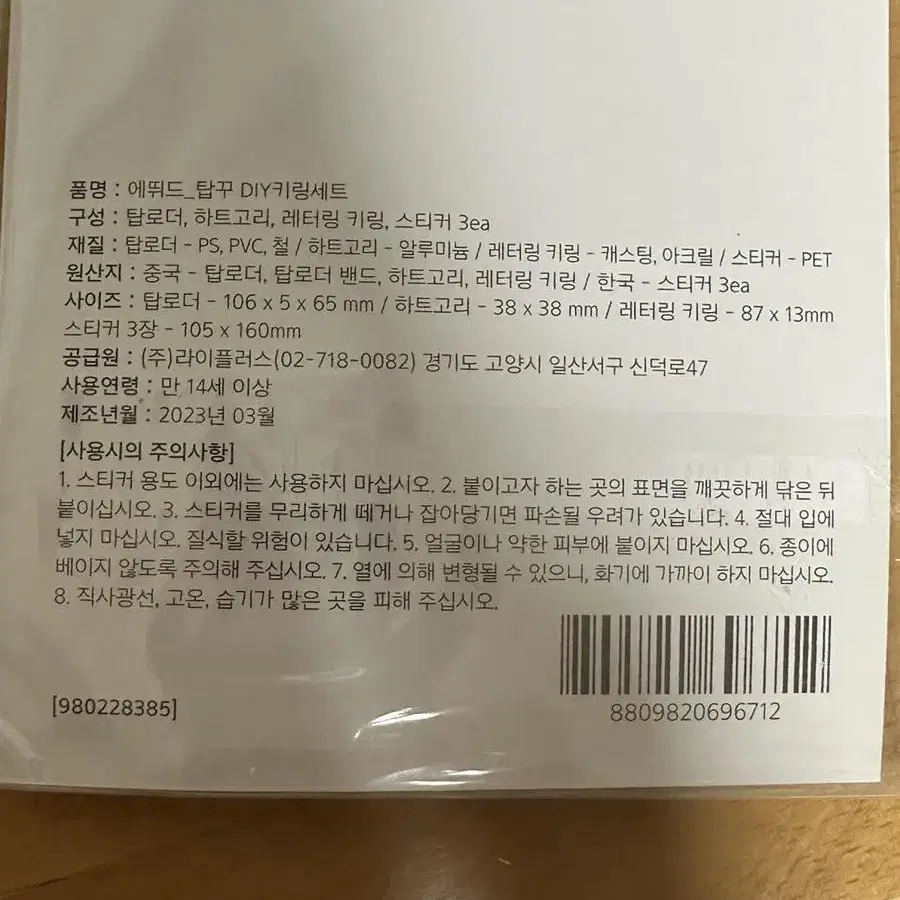 품명 : 에뛰드_탑꾸 DIY키링세트
구성 : 탑로더, 하트고리, 레터링 키링, 스티커 3ea
재질 : 탑로더 - PS, PVC, 철 / 하트고리 - 알루미늄 / 레터링 키링 - 캐스팅, 아크릴 / 스티커 - PET
원산지 : 중국 - 탑로더, 탑로더 밴드, 하트고리, 레터링 키링 / 한국 - 스티커 3ea
사이즈 : 탑로더 - 106 x 5 x 65 mm / 하트고리 - 38 x 38 mm / 레터링 키링 - 87 x 13mm
스티커 3장 - 105 x 160mm
공급원 : (주)라이플러스(02-718-0082) 경기도 고양시 일산서구 신덕로47
사용연령 : 만 14세 이상
제조년월 : 2023년 03월
[사용시의 주의사항]
1. 스티커 용도 이외에는 사용하지 마십시오. 2. 붙이고자 하는 곳의 표면을 깨끗하게 닦은 뒤
붙이십시오. 3. 스티커를 무리하게 떼거나 잡아당기면 파손될 우려가 있습니다. 4. 절대 입에
넣지 마십시오. 질식할 위험이 있습니다. 5. 얼굴이나 약한 피부에 붙이지 마십시오. 6. 종이에
베이지 않도록 주의해 주십시오. 7. 열에 의해 변형될 수 있으니, 화기에 가까이 하지 마십시오.
8. 직사광선, 고온, 습기가 많은 곳을 피해 주십시오.
[980228385]
8809820696712